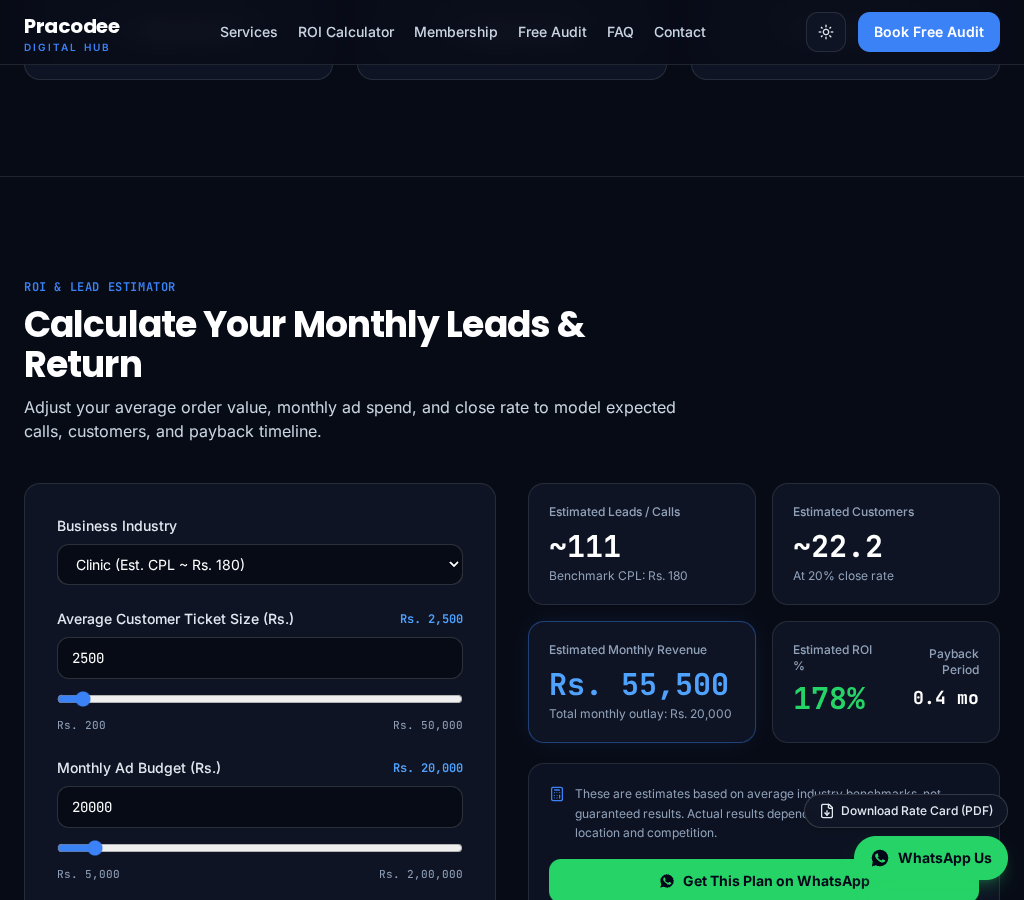 Pracodee
DIGITAL HUB
Services
ROI Calculator
Membership
Free Audit
FAQ
Contact
Book Free Audit
ROI & LEAD ESTIMATOR
Calculate Your Monthly Leads &
Return
Adjust your average order value, monthly ad spend, and close rate to model expected
calls, customers, and payback timeline.
Business Industry
Clinic (Est. CPL ~ Rs. 180)
Average Customer Ticket Size (Rs.)
Rs. 2,500
2500
Rs. 200
Rs. 50,000
Monthly Ad Budget (Rs.)
Rs. 20,000
20000
Rs. 5,000
Rs. 2,00,000
Estimated Leads / Calls
~111
Benchmark CPL: Rs. 180
Estimated Customers
~22.2
At 20% close rate
Estimated Monthly Revenue
Rs. 55,500
Total monthly outlay: Rs. 20,000
Estimated ROI
%
178%
Payback
Period
0.4 mo
These are estimates based on average industry benchmarks, not
guaranteed results. Actual results
location and competition.
Download Rate Card (PDF)
WhatsApp Us
Get This Plan on WhatsApp